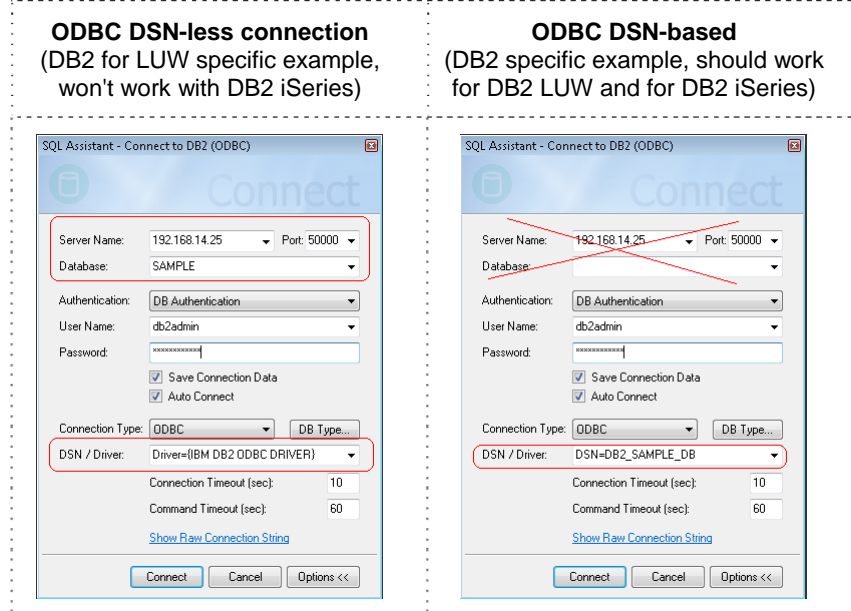 ODBC DSN-less connection
(DB2 for LUW specific example,
won't work with DB2 iSeries)
ODBC DSN-based
(DB2 specific example, should work
for DB2 LUW and for DB2 iSeries)
SQL Assistant - Connect to DB2 (ODBC)
Connect
Server Name: 192.168.14.25 Port: 50000
Database: SAMPLE
Authentication: DB Authentication
User Name: db2admin
Password: ***********
Save Connection Data
Auto Connect
Connection Type: ODBC DB Type...
DSN / Driver: Driver={IBM DB2 ODBC DRIVER}
Connection Timeout (sec): 10
Command Timeout (sec): 60
Show Raw Connection String
Connect Cancel Options <<
SQL Assistant - Connect to DB2 (ODBC)
Connect
Server Name: 192.168.14.25 Port: 50000
Database:
Authentication: DB Authentication
User Name: db2admin
Password: ***********
Save Connection Data
Auto Connect
Connection Type: ODBC DB Type...
DSN / Driver: DSN=DB2_SAMPLE_DB
Connection Timeout (sec): 10
Command Timeout (sec): 60
Show Raw Connection String
Connect Cancel Options <<